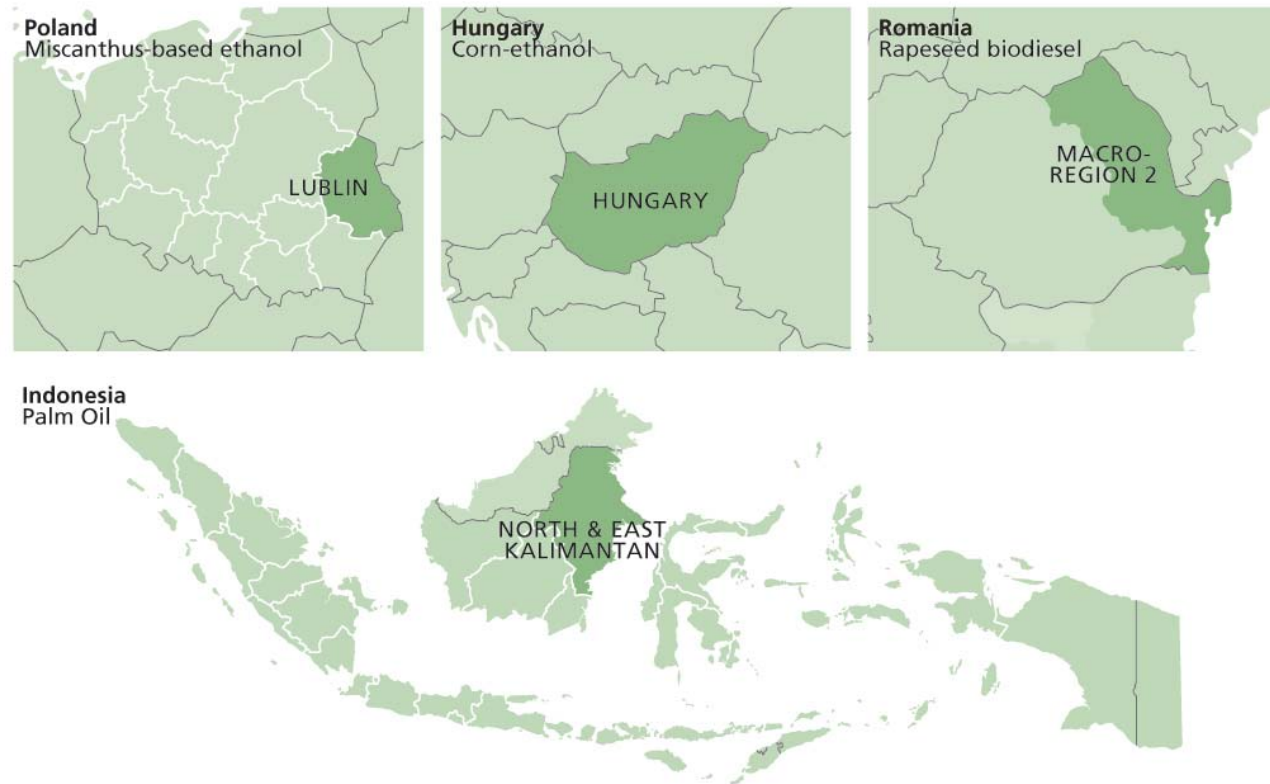 Poland
Miscanthus-based ethanol
LUBLIN
Hungary
Corn-ethanol
HUNGARY
Romania
Rapeseed biodiesel
MACRO-
REGION 2
Indonesia
Palm Oil
NORTH & EAST
KALIMANTAN